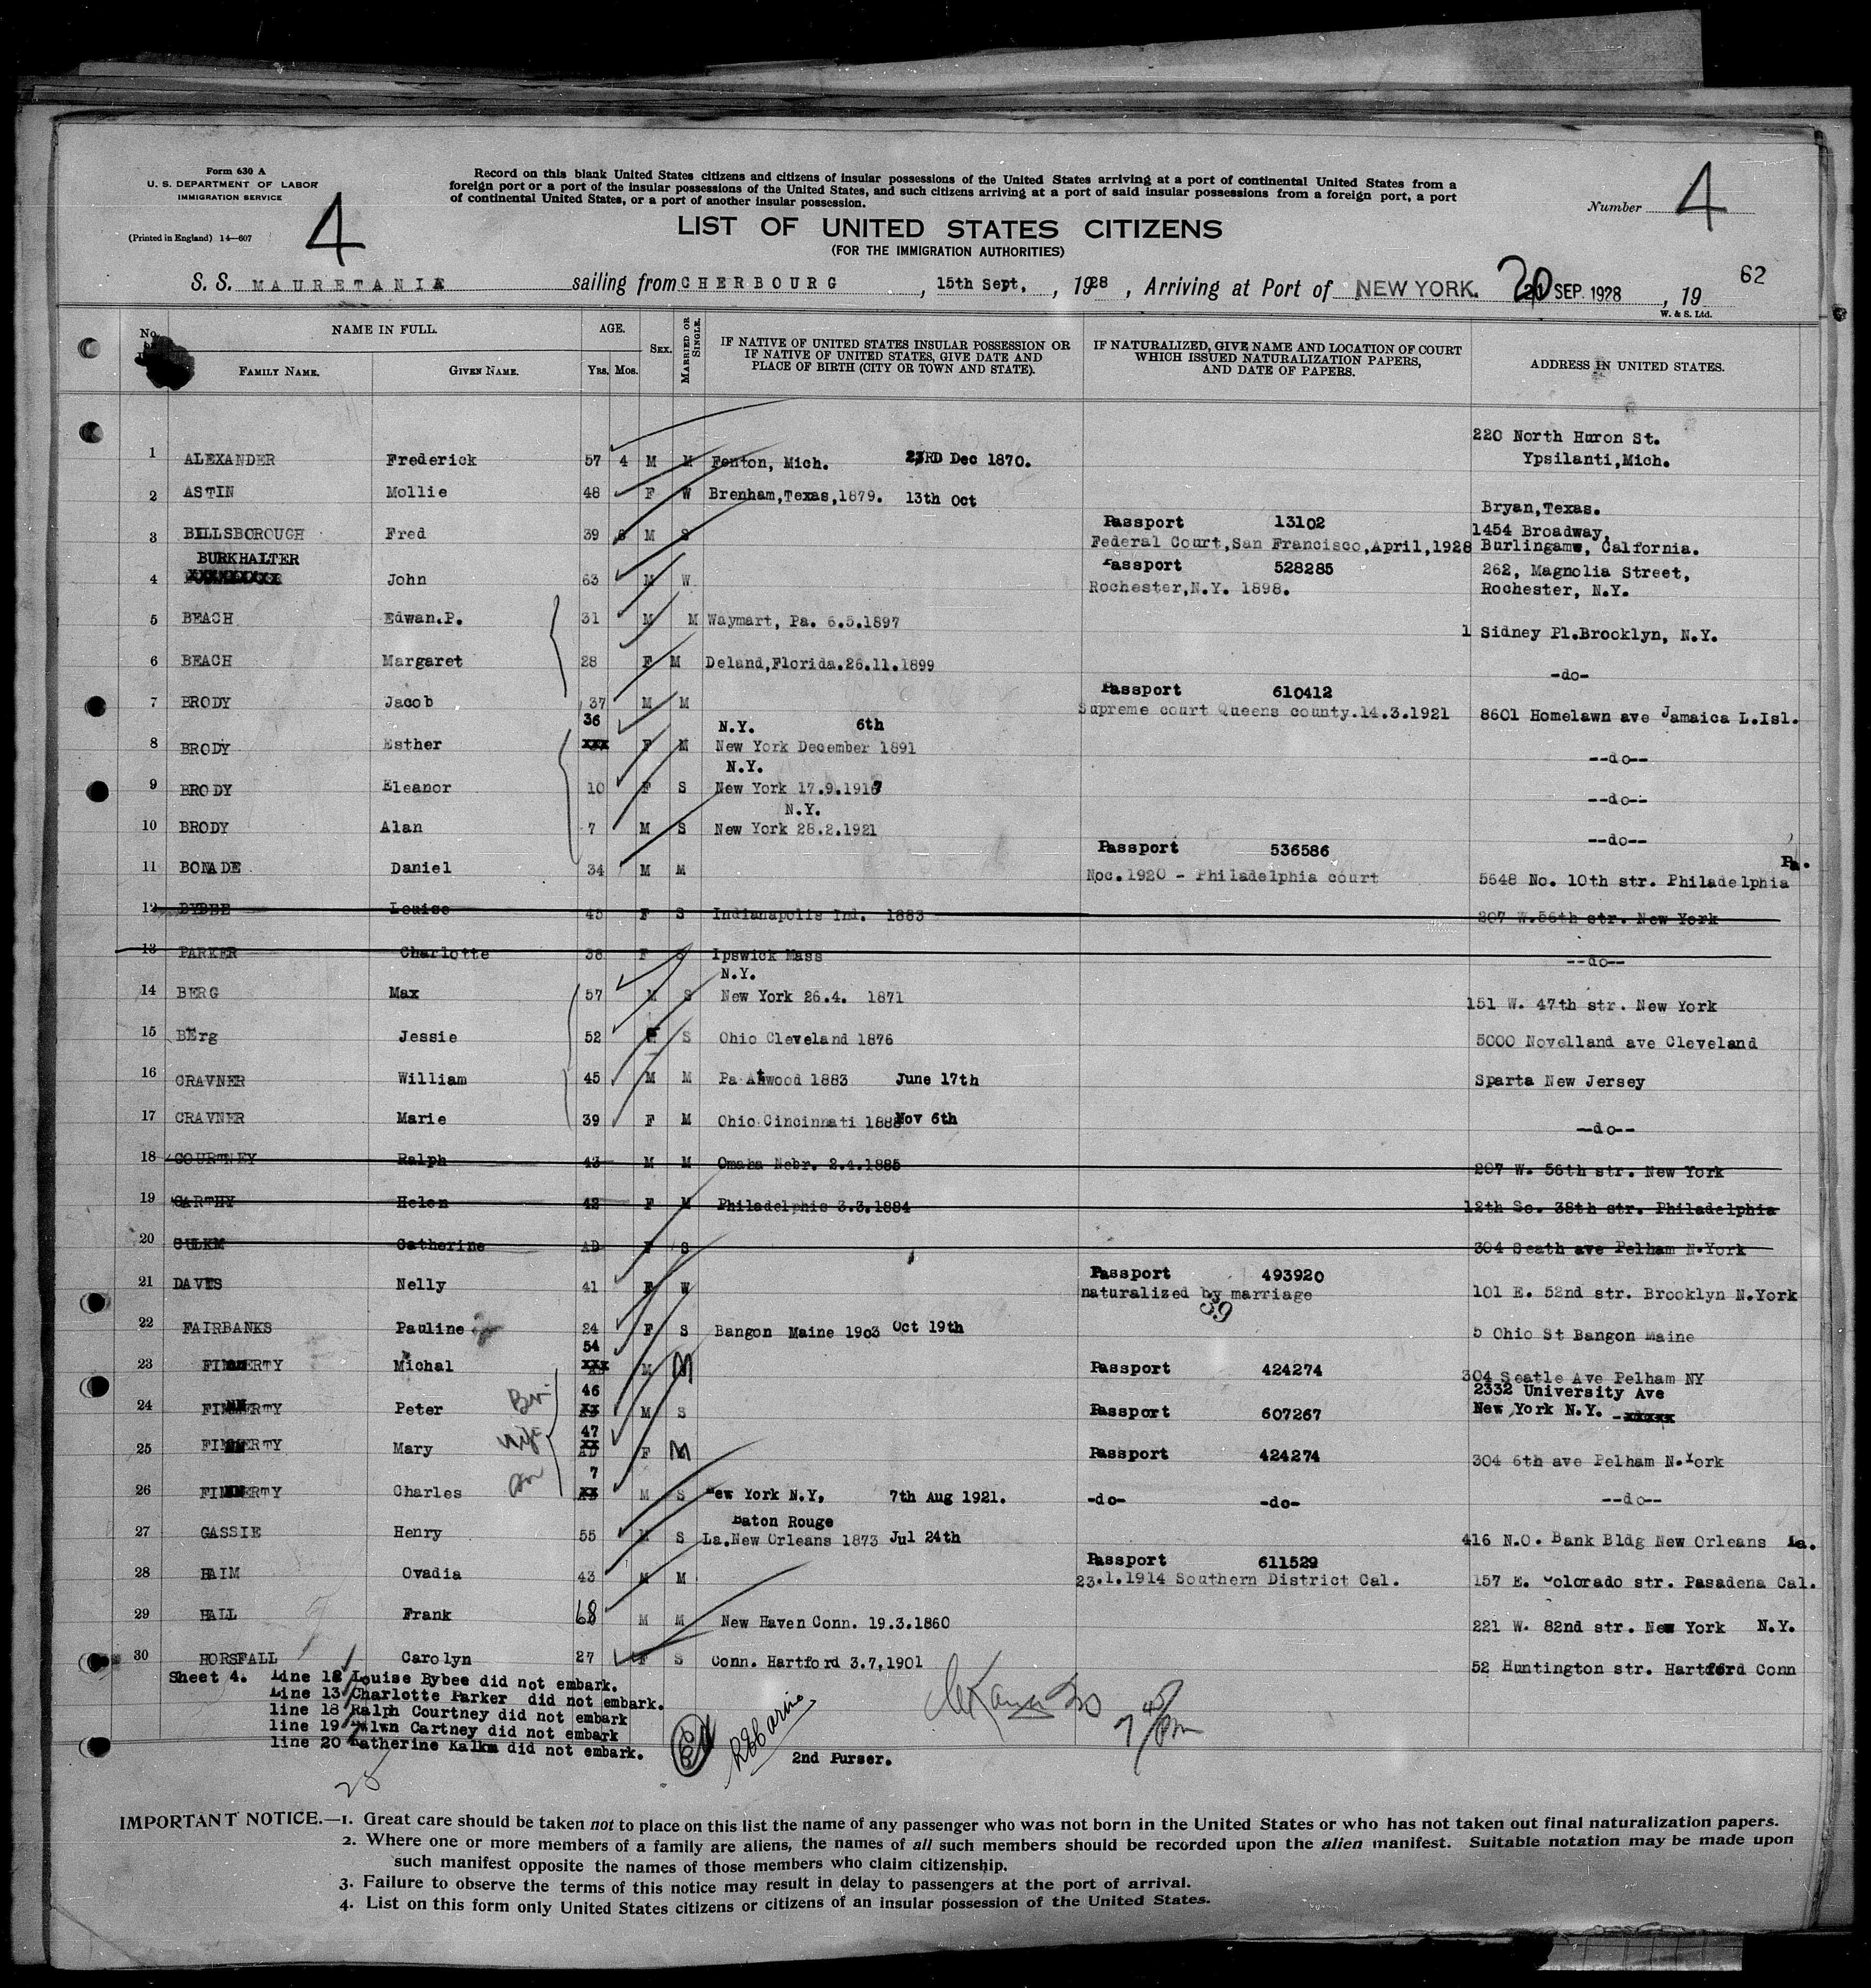 Form 630 A
U. S. DEPARTMENT OF LABOR
IMMIGRATION SERVICE
(Printed in England) 14—607
4
Record on this blank United States citizens and citizens of insular possessions of the United States arriving at a port of continental United States from a
foreign port or a port of the insular possessions of the United States, and such citizens arriving at a port of said insular possessions from a foreign port, a port
of continental United States, or a port of another insular possession.
Number 4
LIST OF UNITED STATES CITIZENS
(FOR THE IMMIGRATION AUTHORITIES)
62
S. S. MAURETANIA sailing from CHERBOURG, 15th Sept, , 1928, Arriving at Port of NEW YORK. 20 SEP. 1928, 19
W. & S. Ltd.
No. NAME IN FULL. AGE. SEX. MARRIED OR SINGLE. IF NATIVE OF UNITED STATES INSULAR POSSESSION OR IF NATIVE OF UNITED STATES, GIVE DATE AND PLACE OF BIRTH (CITY OR TOWN AND STATE). IF NATURALIZED, GIVE NAME AND LOCATION OF COURT WHICH ISSUED NATURALIZATION PAPERS, AND DATE OF PAPERS. ADDRESS IN UNITED STATES.
FAMILY NAME. GIVEN NAME. Yrs. Mos.
220 North Huron St.
1 ALEXANDER Frederick 57 4 M M Fenton, Mich. 23RD Dec 1870. Ypsilanti,Mich.
2 ASTIN Mollie 48 F W Brenham,Texas,1879. 13th Oct Bryan,Texas.
Passport 13102 1454 Broadway,
3 BILLSBOROUGH Fred 39 M S Federal Court,San Francisco,April,1928 Burlingame, Calfornia.
BURKHALTER Passport 528285 262, Magnolia Street,
4 XXXXXXXXX John 63 M W Rochester,N.Y. 1898. Rochester, N.Y.
5 BEACH Edwan.P. 31 M M Waymart, Pa. 6.5.1897 1 Sidney Pl.Brooklyn, N.Y.
6 BEACH Margaret 28 F M Deland,Florida.26.11.1899 -do-
Passport 610412
7 BRODY Jacob 37 M M Supreme court Queens county.14.3.1921 8601 Homelawn ave Jamaica L.Isl.
36 N.Y. 6th
8 BRODY Esther xxx F M New York December 1891 --do--
N.Y.
9 BRODY Eleanor 10 F S New York 17.9.1917 --do--
N.Y.
10 BRODY Alan 7 M S New York 28.2.1921 --do--
Passport 536586 Pa.
11 BONADE Daniel 34 M M Noc.1920 - Philadelphia court 5648 No. 10th str. Philadelphia
12 BYBEE Louise 45 F S Indianapolis Ind. 1883 207 W.56th str. New York
13 PARKER Charlotte 38 F S Ipswick Mass --do--
N.Y.
14 BERG Max 57 M S New York 26.4. 1871 151 W. 47th str. New York
15 BErg Jessie 52 F S Ohio Cleveland 1876 5000 Novelland ave Cleveland
16 CRAVNER William 45 M M Pa Atwood 1883 June 17th Sparta New Jersey
17 CRAVNER Marie 39 F M Ohio Cincinnati 1888 Nov 6th --do--
18 COURTNEY Ralph 43 M M Omaha Nebr. 2.4.1885 207 W. 56th str. New York
19 CARTHY Helen 42 F M Philadelphie 3.3.1884 12th So. 38th str. Philadelphia
20 CULKM Catherine AD F S 304 Seath ave Pelham N.York
Passport 493920
21 DAVIS Nelly 41 F W naturalized by marriage 101 E. 52nd str. Brooklyn N.York
39
22 FAIRBANKS Pauline 24 F S Bangon Maine 1903 Oct 19th 5 Ohio St Bangon Maine
54
23 FINNERTY Michal xxx M M Passport 424274 304 Seatle Ave Pelham NY
46 2332 University Ave
24 FINNERTY Peter xx M S Passport 607267 New York N.Y. -xxxxx
Br
47
25 FINNERTY Mary AD F M Passport 424274 304 6th ave Pelham N.York
wife
7
26 FINNERTY Charles xx M S New York N.Y. 7th Aug 1921. -do- -do- --do--
son
Baton Rouge
27 GASSIE Henry 55 M S La.New Orleans 1873 Jul 24th 416 N.O. Bank Bldg New Orleans La.
Passport 611529
28 HAIM Ovadia 43 M M 23.1.1914 Southern District Cal. 157 E. Colorado str. Pasadena Cal.
29 HALL Frank 68 M M New Haven Conn. 19.3.1860 221 W. 82nd str. New York N.Y.
30 HORSFALL Carolyn 27 F S Conn. Hartford 3.7,1901 52 Huntington str. Hartford Conn
Sheet 4. Line 12 Louise Bybee did not embark.
Line 13 Charlotte Parker did not embark.
line 18 Ralph Courtney did not embark
line 19 Cartney did not embark
line 20 Katherine Kalkm did not embark.
2nd Purser.
7 45 pm
25
IMPORTANT NOTICE.—1. Great care should be taken not to place on this list the name of any passenger who was not born in the United States or who has not taken out final naturalization papers.
2. Where one or more members of a family are aliens, the names of all such members should be recorded upon the alien manifest. Suitable notation may be made upon
such manifest opposite the names of those members who claim citizenship.
3. Failure to observe the terms of this notice may result in delay to passengers at the port of arrival.
4. List on this form only United States citizens or citizens of an insular possession of the United States.